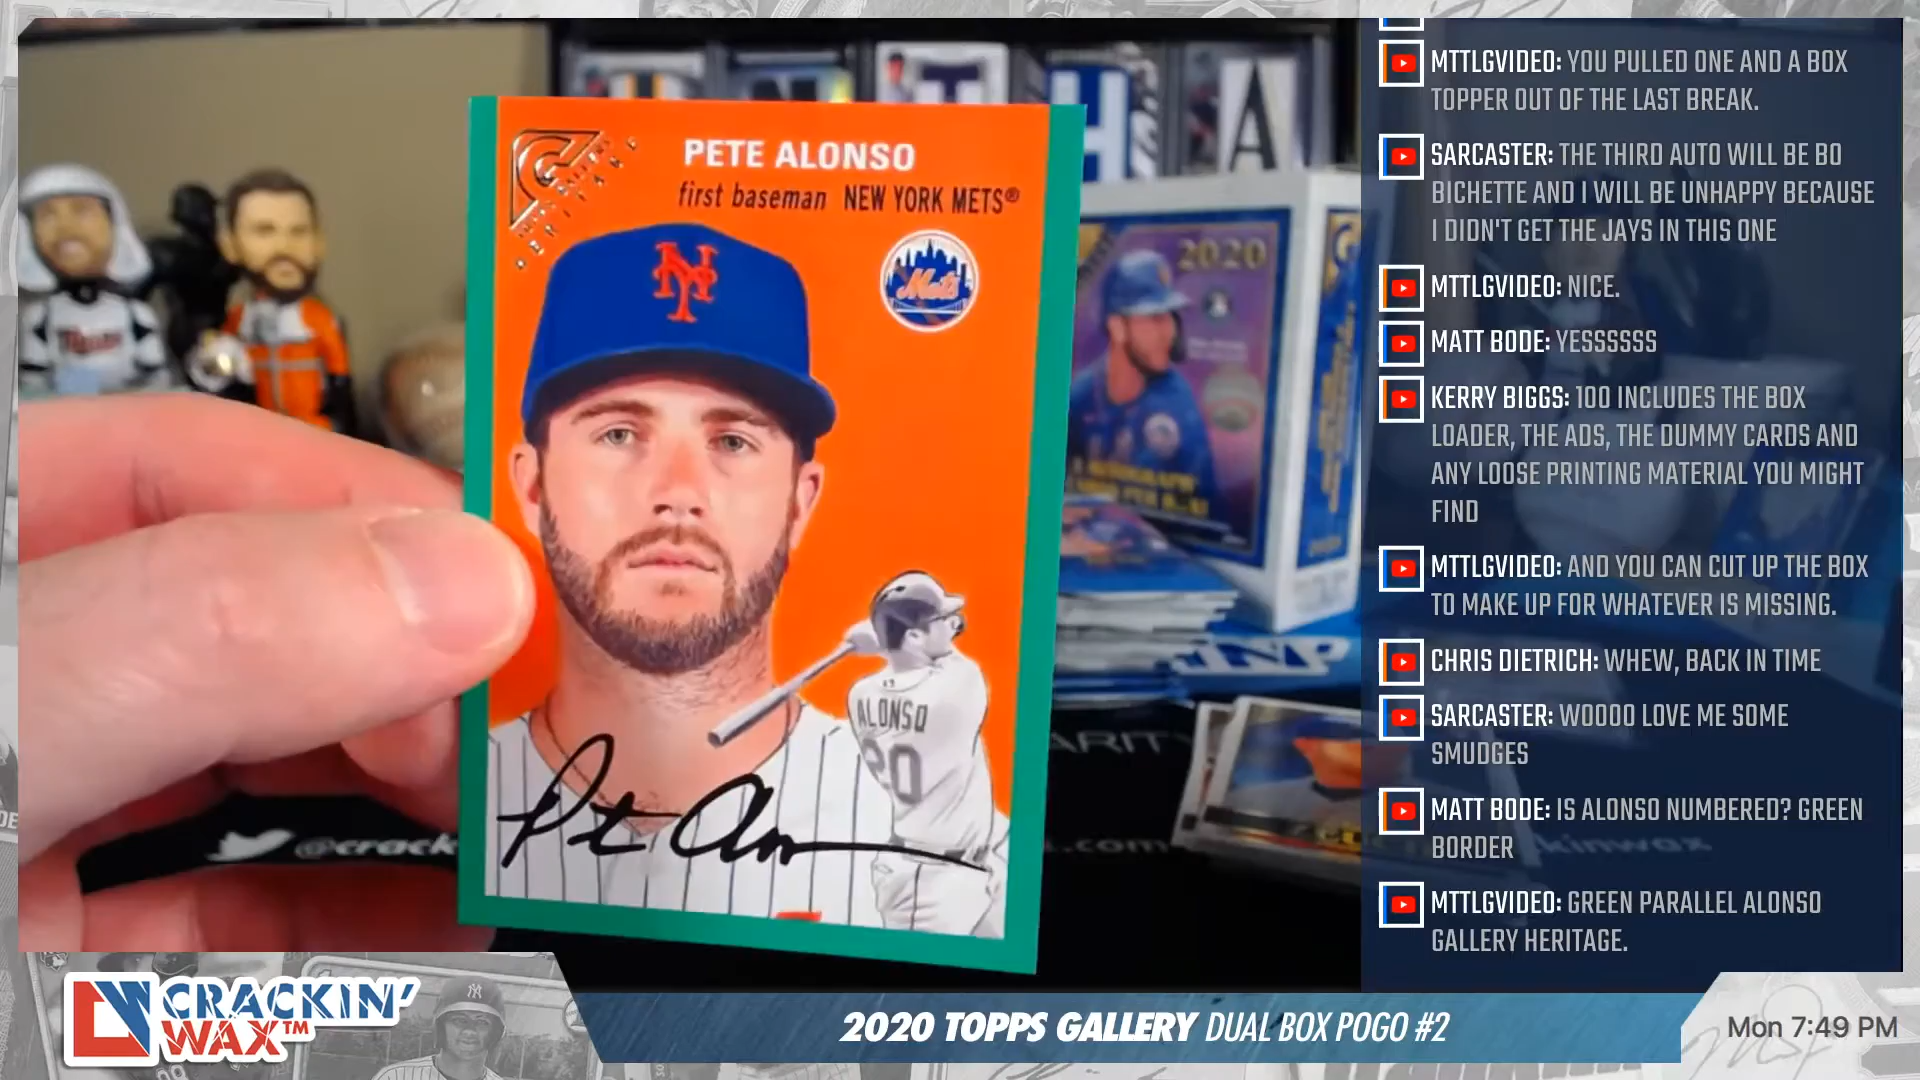 PETE ALONSO
first baseman NEW YORK METS®
Mets
ALONSO
20
2020
T
H
A
@crack
MTTLGVIDEO: YOU PULLED ONE AND A BOX
TOPPER OUT OF THE LAST BREAK.
SARCASTER: THE THIRD AUTO WILL BE BO
BICHETTE AND I WILL BE UNHAPPY BECAUSE
I DIDN'T GET THE JAYS IN THIS ONE
MTTLGVIDEO: NICE.
MATT BODE: YESSSSSS
KERRY BIGGS: 100 INCLUDES THE BOX
LOADER, THE ADS, THE DUMMY CARDS AND
ANY LOOSE PRINTING MATERIAL YOU MIGHT
FIND
MTTLGVIDEO: AND YOU CAN CUT UP THE BOX
TO MAKE UP FOR WHATEVER IS MISSING.
CHRIS DIETRICH: WHEW, BACK IN TIME
SARCASTER: WOOOO LOVE ME SOME
SMUDGES
MATT BODE: IS ALONSO NUMBERED? GREEN
BORDER
MTTLGVIDEO: GREEN PARALLEL ALONSO
GALLERY HERITAGE.
CRACKIN'
WAX™
2020 TOPPS GALLERY DUAL BOX POGO #2
Mon 7:49 PM